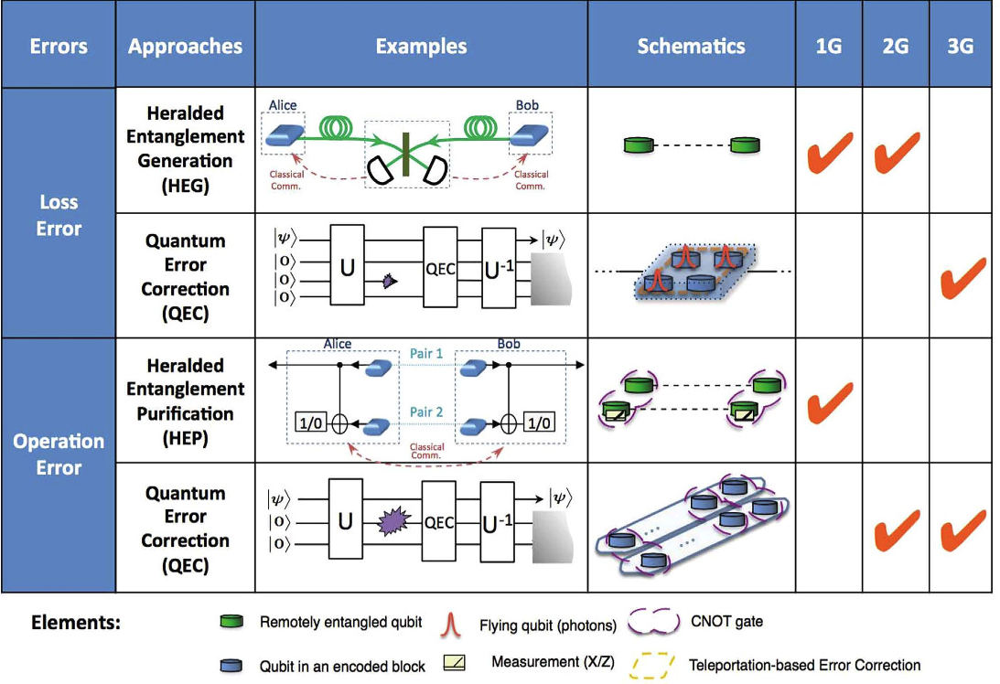 Errors
Approaches
Examples
Schematics
1G
2G
3G
Loss
Error
Heralded
Entanglement
Generation
(HEG)
Alice
Bob
Classical
Comm.
Classical
Comm.
Quantum
Error
Correction
(QEC)
|ψ⟩
|0⟩
|0⟩
|0⟩
U
QEC
U⁻¹
|ψ⟩
Operation
Error
Heralded
Entanglement
Purification
(HEP)
Alice
Pair 1
Bob
1/0
Pair 2
1/0
Classical
Comm.
Quantum
Error
Correction
(QEC)
|ψ⟩
|0⟩
|0⟩
U
QEC
U⁻¹
|ψ⟩
Elements:
Remotely entangled qubit
Flying qubit (photons)
CNOT gate
Qubit in an encoded block
Measurement (X/Z)
Teleportation-based Error Correction